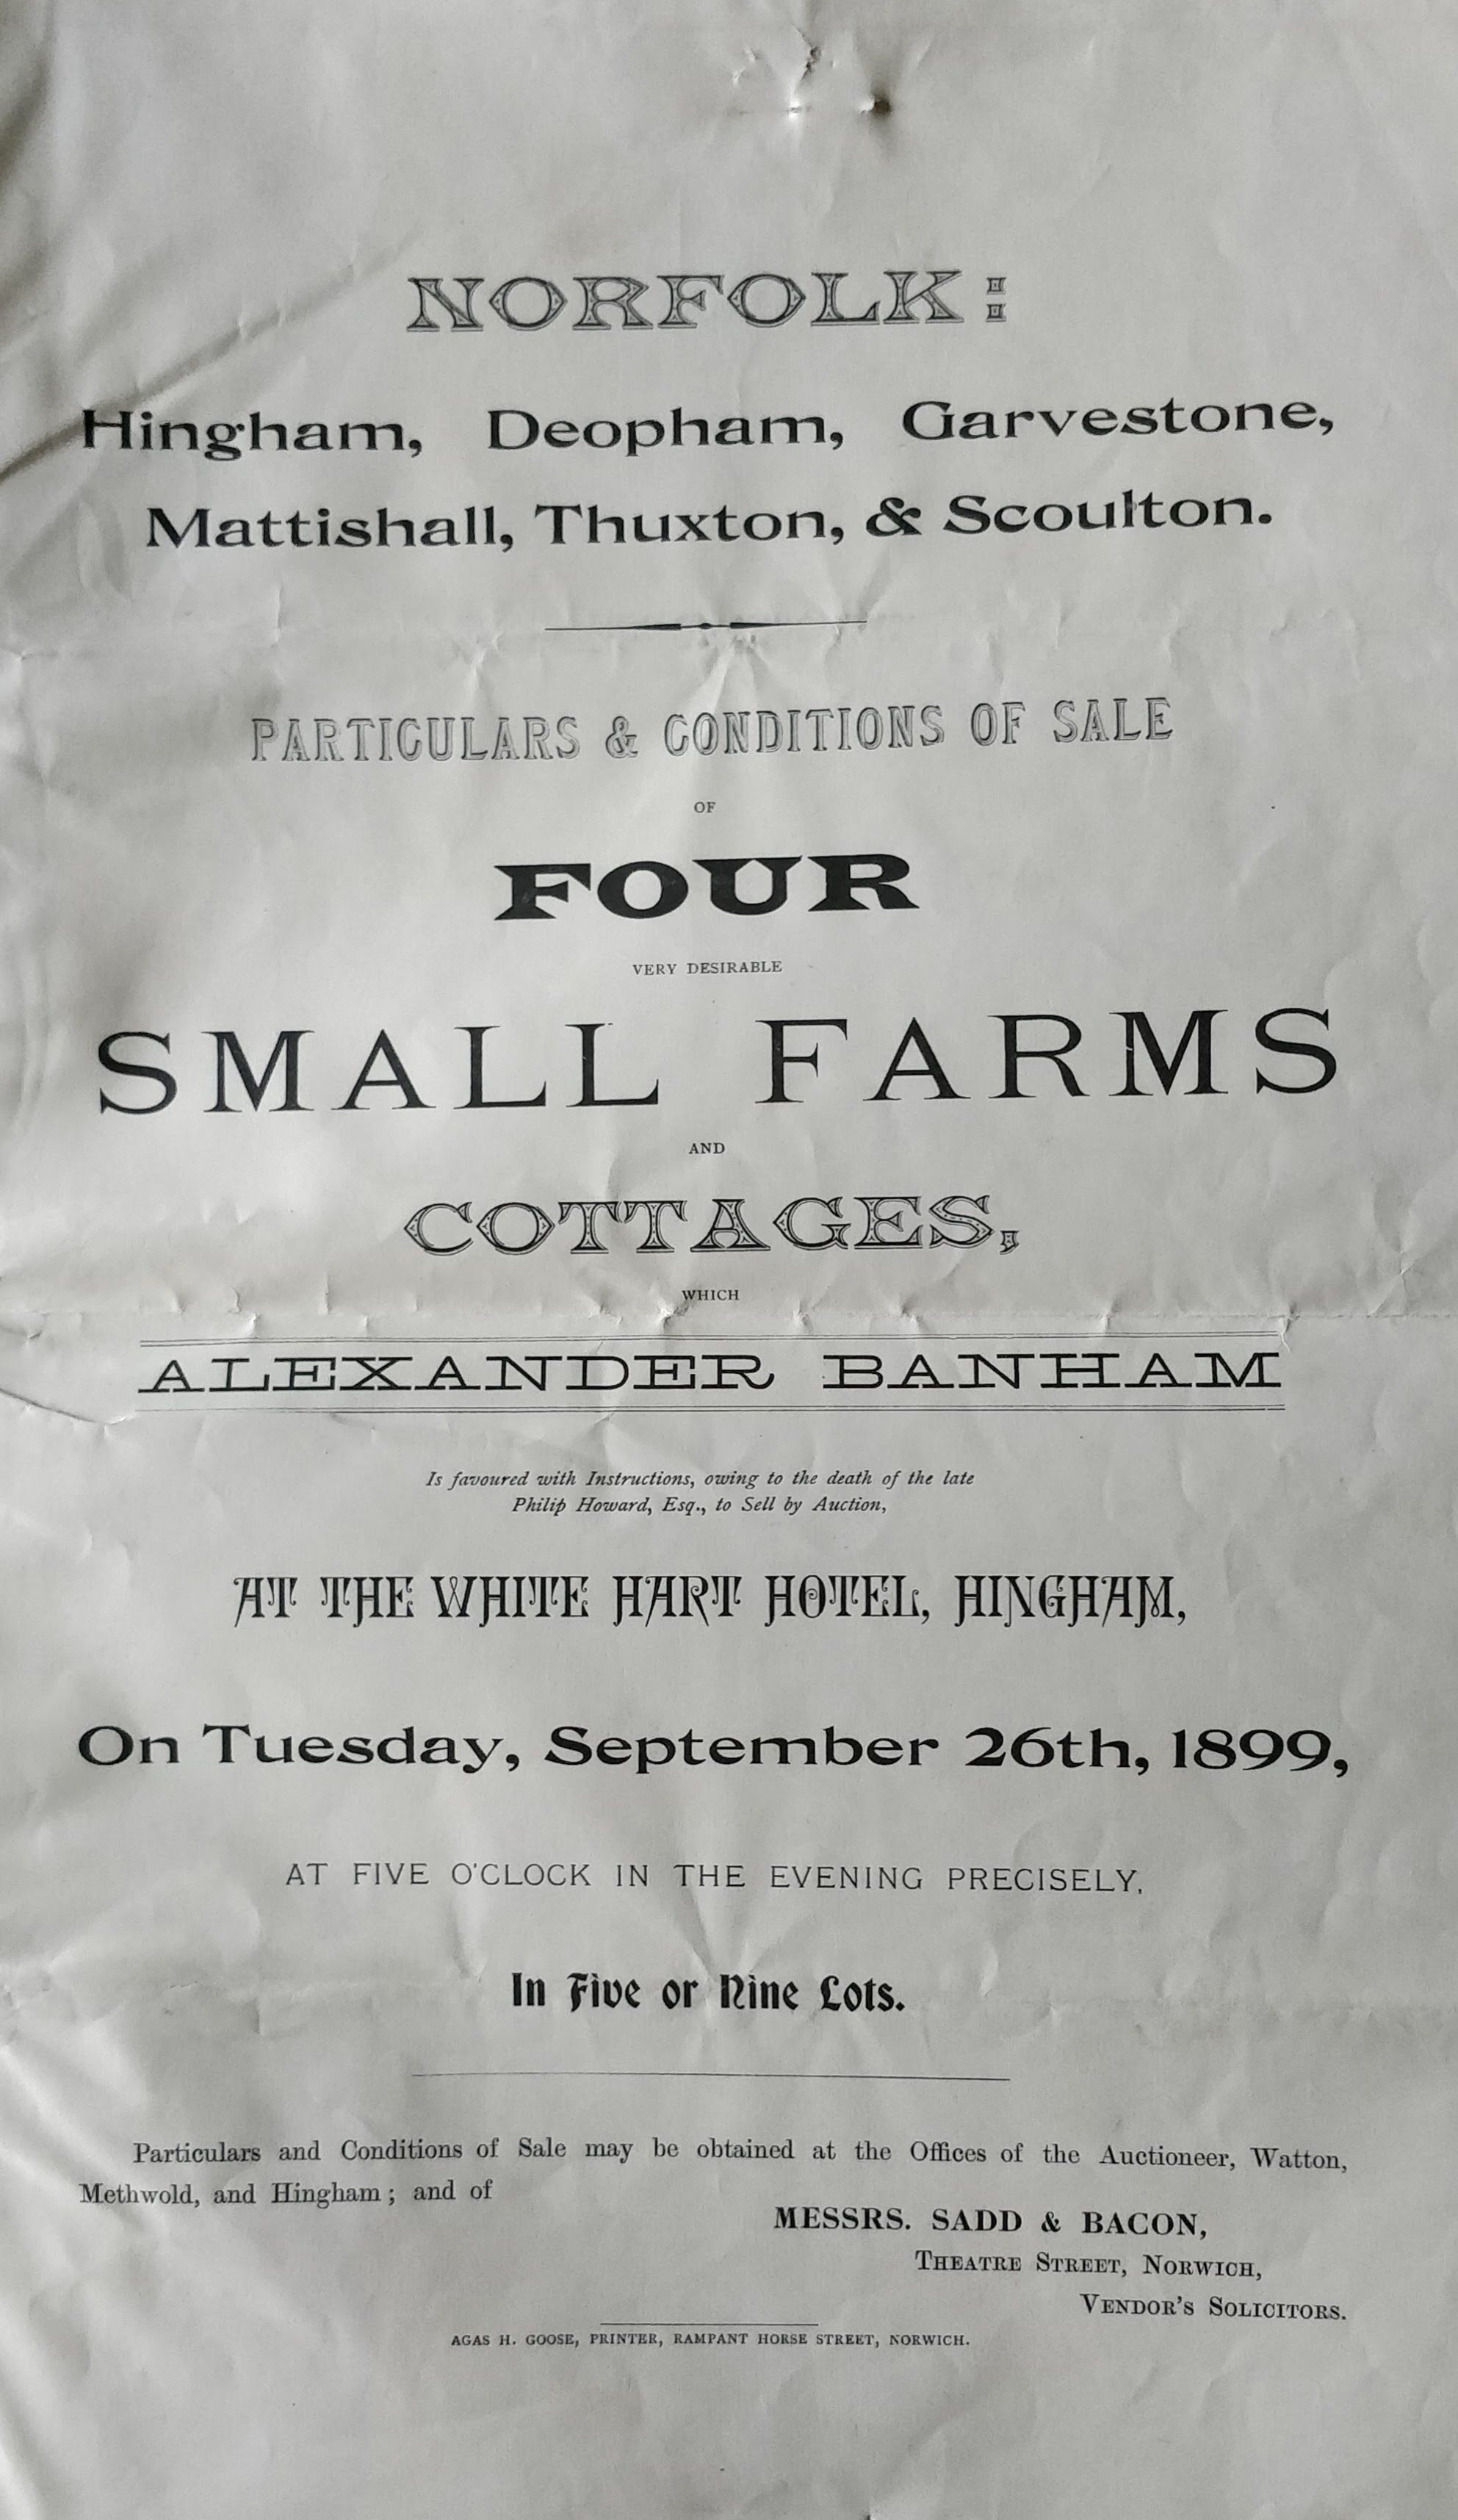 NORFOLK:
Hingham, Deopham, Garvestone,
Mattishall, Thuxton, & Scoulton.
PARTICULARS & CONDITIONS OF SALE
OF
FOUR
VERY DESIRABLE
SMALL FARMS
AND
COTTAGES,
WHICH
ALEXANDER BANHAM
Is favoured with Instructions, owing to the death of the late
Philip Howard, Esq., to Sell by Auction,
AT THE WHITE HART HOTEL, HINGHAM,
On Tuesday, September 26th, 1899,
AT FIVE O'CLOCK IN THE EVENING PRECISELY,
In Five or Nine Lots.
Particulars and Conditions of Sale may be obtained at the Offices of the Auctioneer, Watton,
Methwold, and Hingham; and of
MESSRS. SADD & BACON,
THEATRE STREET, NORWICH,
VENDOR'S SOLICITORS.
AGAS H. GOOSE, PRINTER, RAMPANT HORSE STREET, NORWICH.